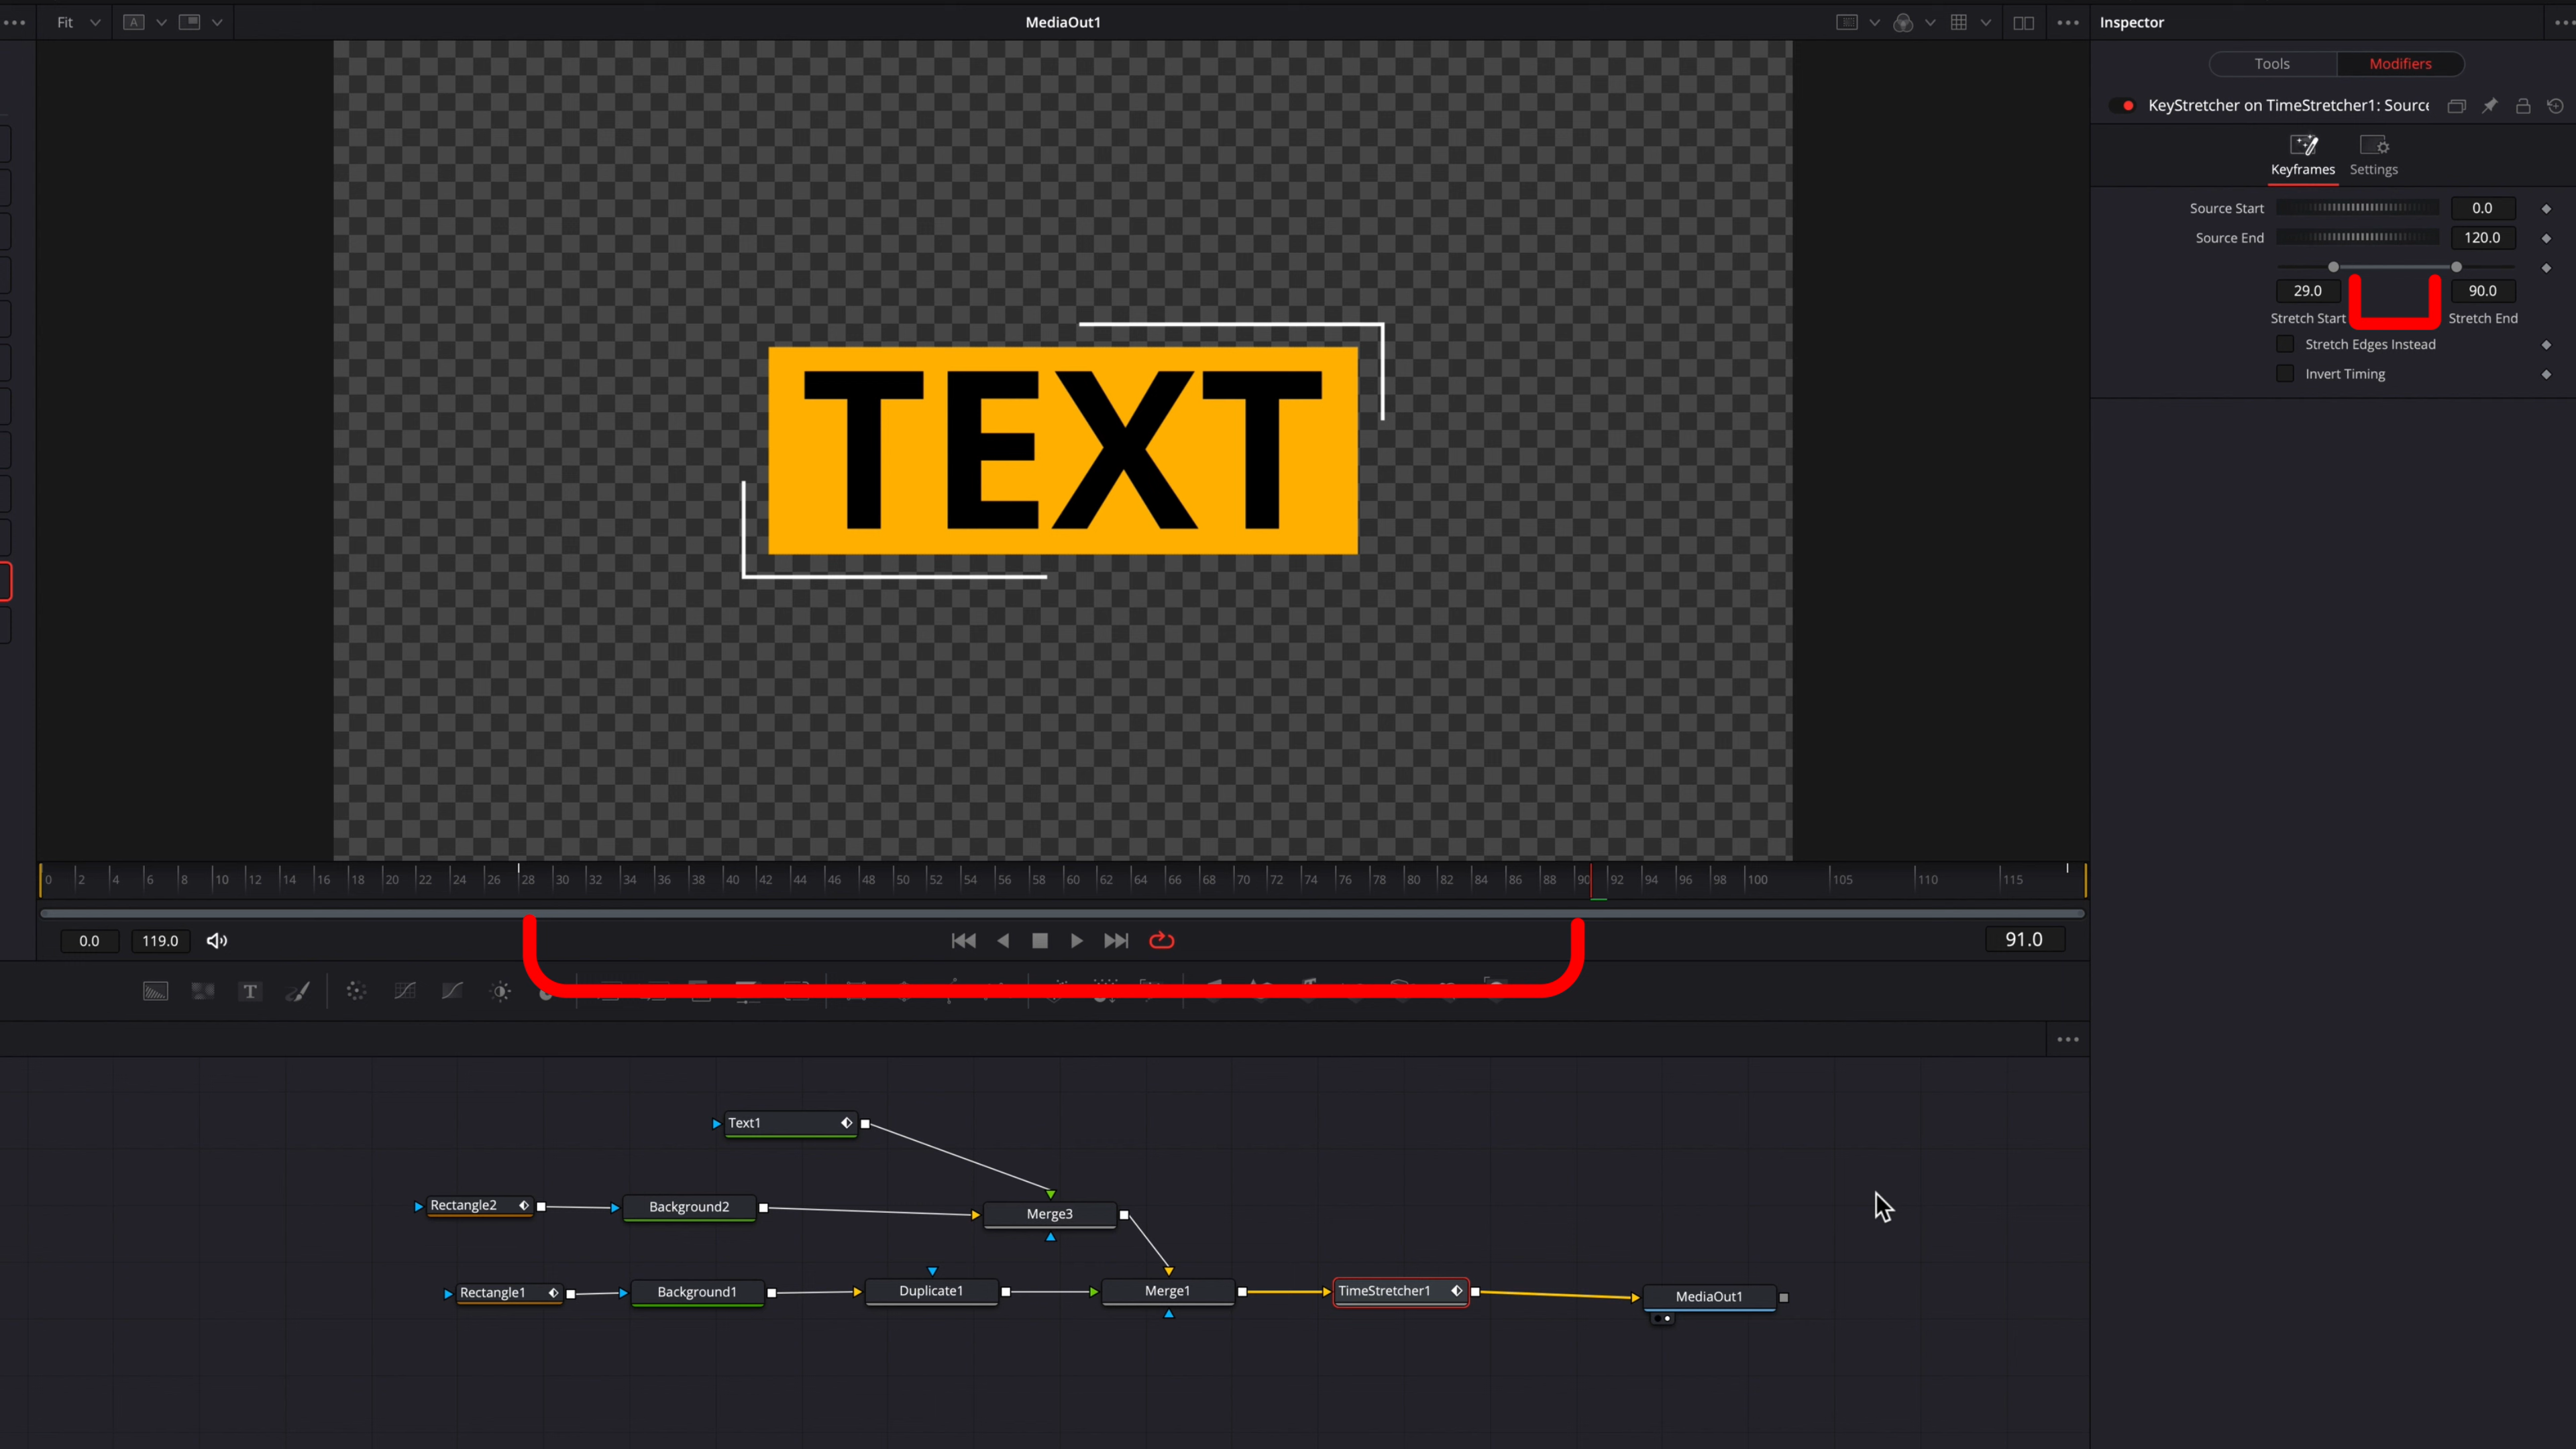 Fit
A
MediaOut1
Inspector
Tools
Modifiers
KeyStretcher on TimeStretcher1: Source
Keyframes
Settings
Source Start
0.0
Source End
120.0
29.0
90.0
Stretch Start
Stretch End
Stretch Edges Instead
Invert Timing
TEXT
0 2 4 6 8 10 12 14 16 18 20 22 24 26 28 30 32 34 36 38 40 42 44 46 48 50 52 54 56 58 60 62 64 66 68 70 72 74 76 78 80 82 84 86 88 90 92 94 96 98 100 105 110 115
0.0
119.0
91.0
T
Text1
Rectangle2
Background2
Merge3
Rectangle1
Background1
Duplicate1
Merge1
TimeStretcher1
MediaOut1